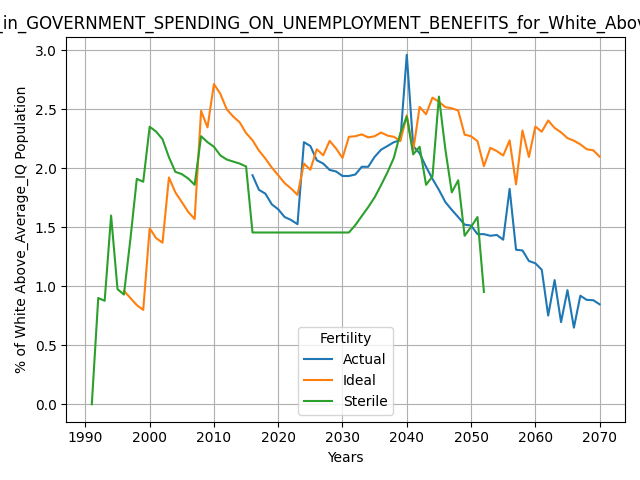 _in_GOVERNMENT_SPENDING_ON_UNEMPLOYMENT_BENEFITS_for_White_Above
% of White Above_Average_IQ Population
3.0
2.5
2.0
1.5
1.0
0.5
0.0
Fertility
Actual
Ideal
Sterile
1990 2000 2010 2020 2030 2040 2050 2060 2070
Years